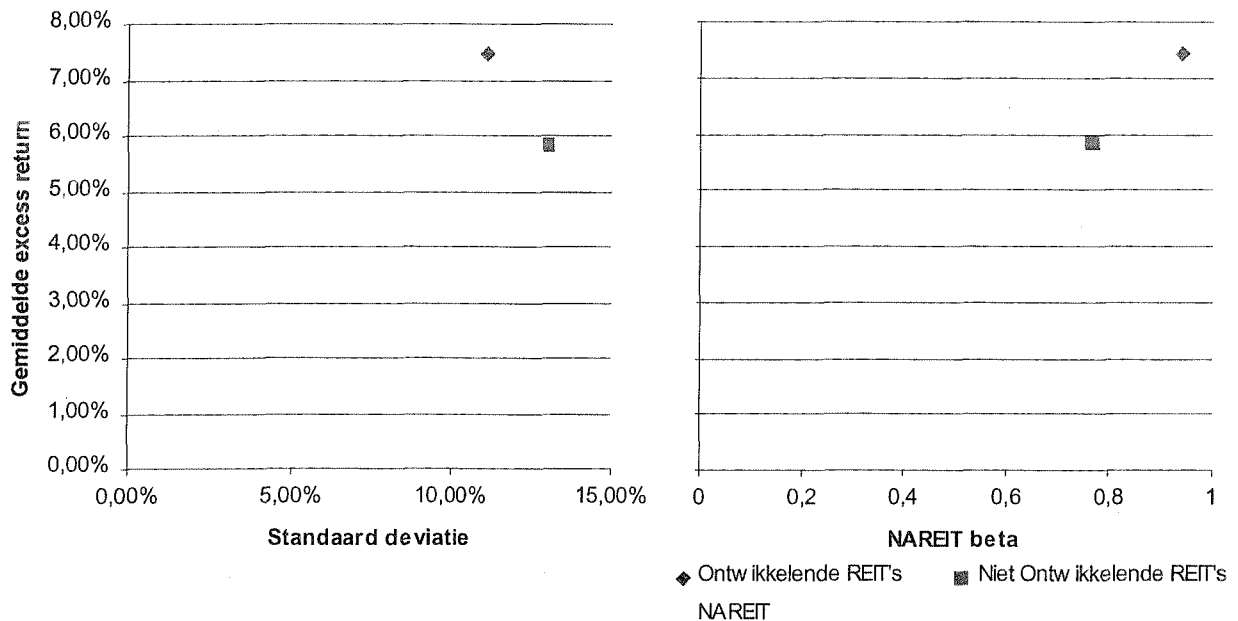 8,00%
7,00%
6,00%
5,00%
4,00%
3,00%
2,00%
1,00%
0,00%
Gemiddelde excess return
0,00% 5,00% 10,00% 15,00%
Standaard deviatie
0 0,2 0,4 0,6 0,8 1
NAREIT beta
Ontw ikkelende REIT's Niet Ontw ikkelende REIT's
NAREIT